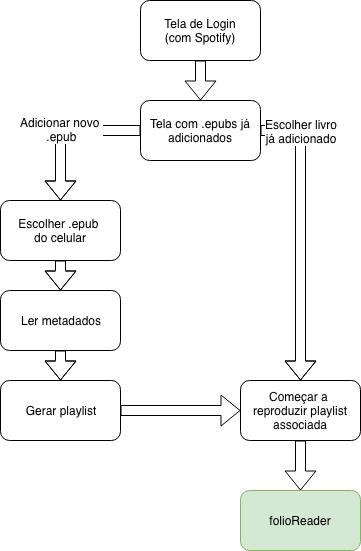 Tela de Login
(com Spotify)
Tela com .epubs já
adicionados
Adicionar novo
.epub
Escolher livro
já adicionado
Escolher .epub
do celular
Ler metadados
Gerar playlist
Começar a
reproduzir playlist
associada
folioReader